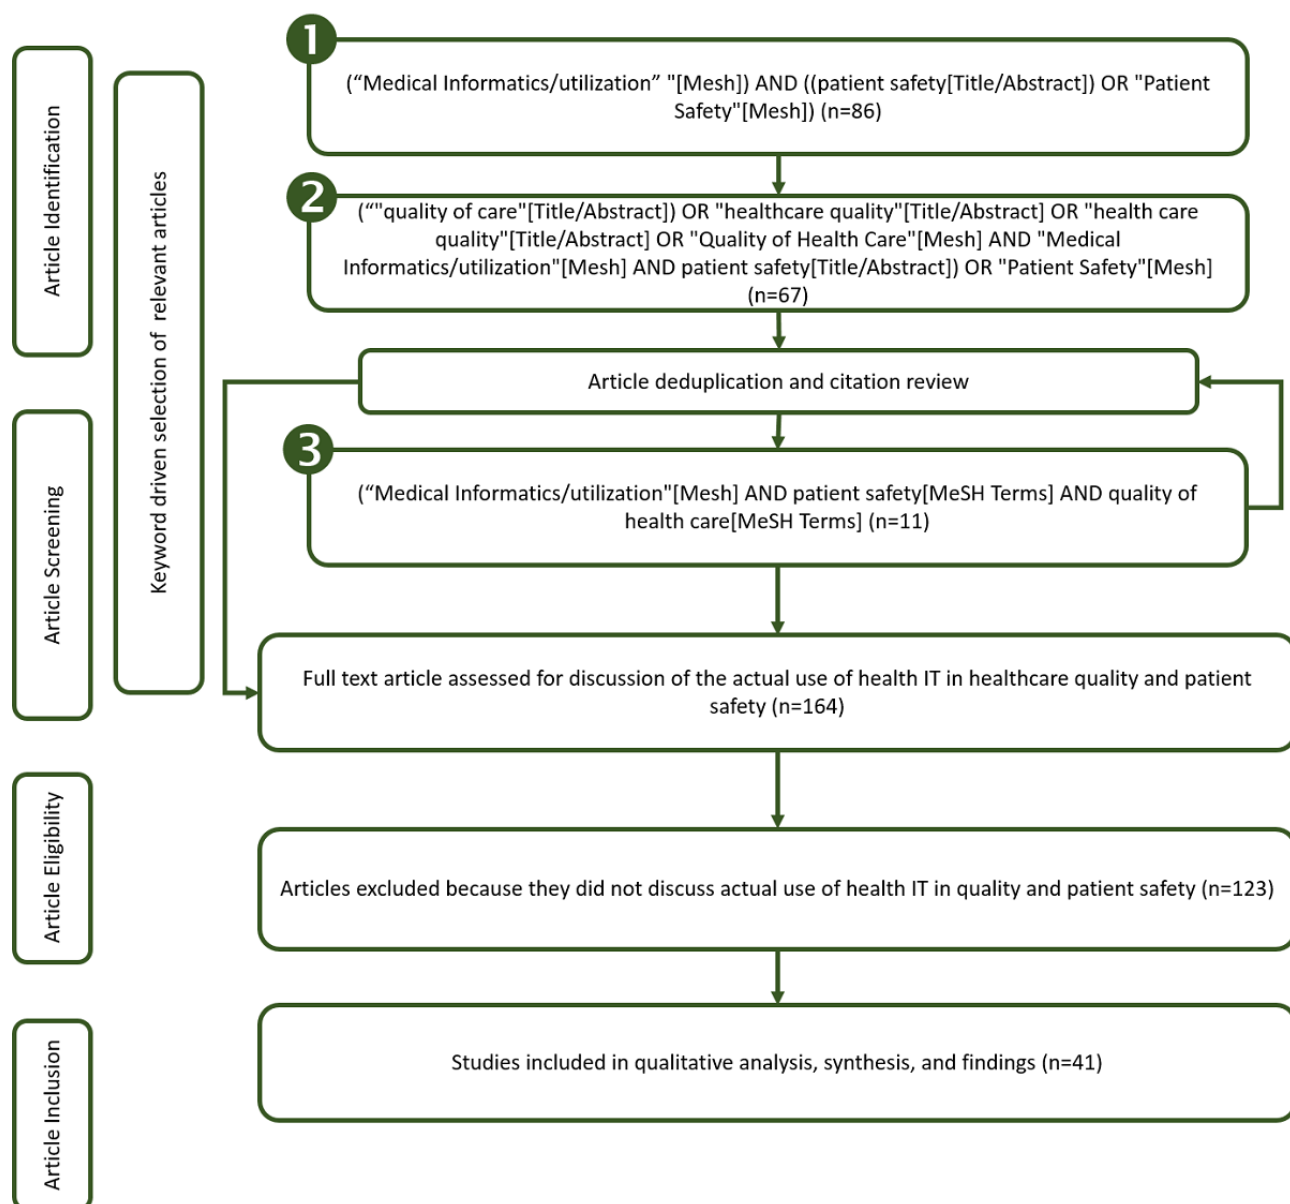 Article Identification
Keyword driven selection of relevant articles
Article Screening
Article Eligibility
Article Inclusion
1
(“Medical Informatics/utilization” "[Mesh]) AND ((patient safety[Title/Abstract]) OR "Patient
Safety"[Mesh]) (n=86)
2
(“"quality of care"[Title/Abstract]) OR "healthcare quality"[Title/Abstract] OR "health care
quality"[Title/Abstract] OR "Quality of Health Care"[Mesh] AND "Medical
Informatics/utilization"[Mesh] AND patient safety[Title/Abstract]) OR "Patient Safety"[Mesh]
(n=67)
Article deduplication and citation review
3
(“Medical Informatics/utilization"[Mesh] AND patient safety[MeSH Terms] AND quality of
health care[MeSH Terms] (n=11)
Full text article assessed for discussion of the actual use of health IT in healthcare quality and patient
safety (n=164)
Articles excluded because they did not discuss actual use of health IT in quality and patient safety (n=123)
Studies included in qualitative analysis, synthesis, and findings (n=41)